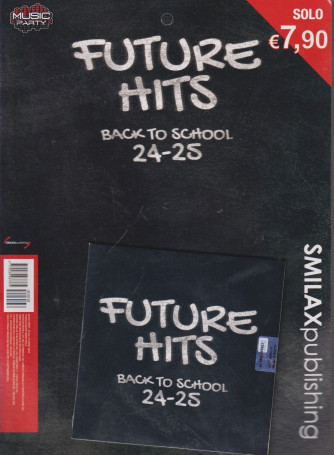 MUSIC
PARTY
SOLO
€7,90
FUTURE
HITS
BACK TO SCHOOL
24-25
SMILAXpublishing
FUTURE
HITS
BACK TO SCHOOL
24-25